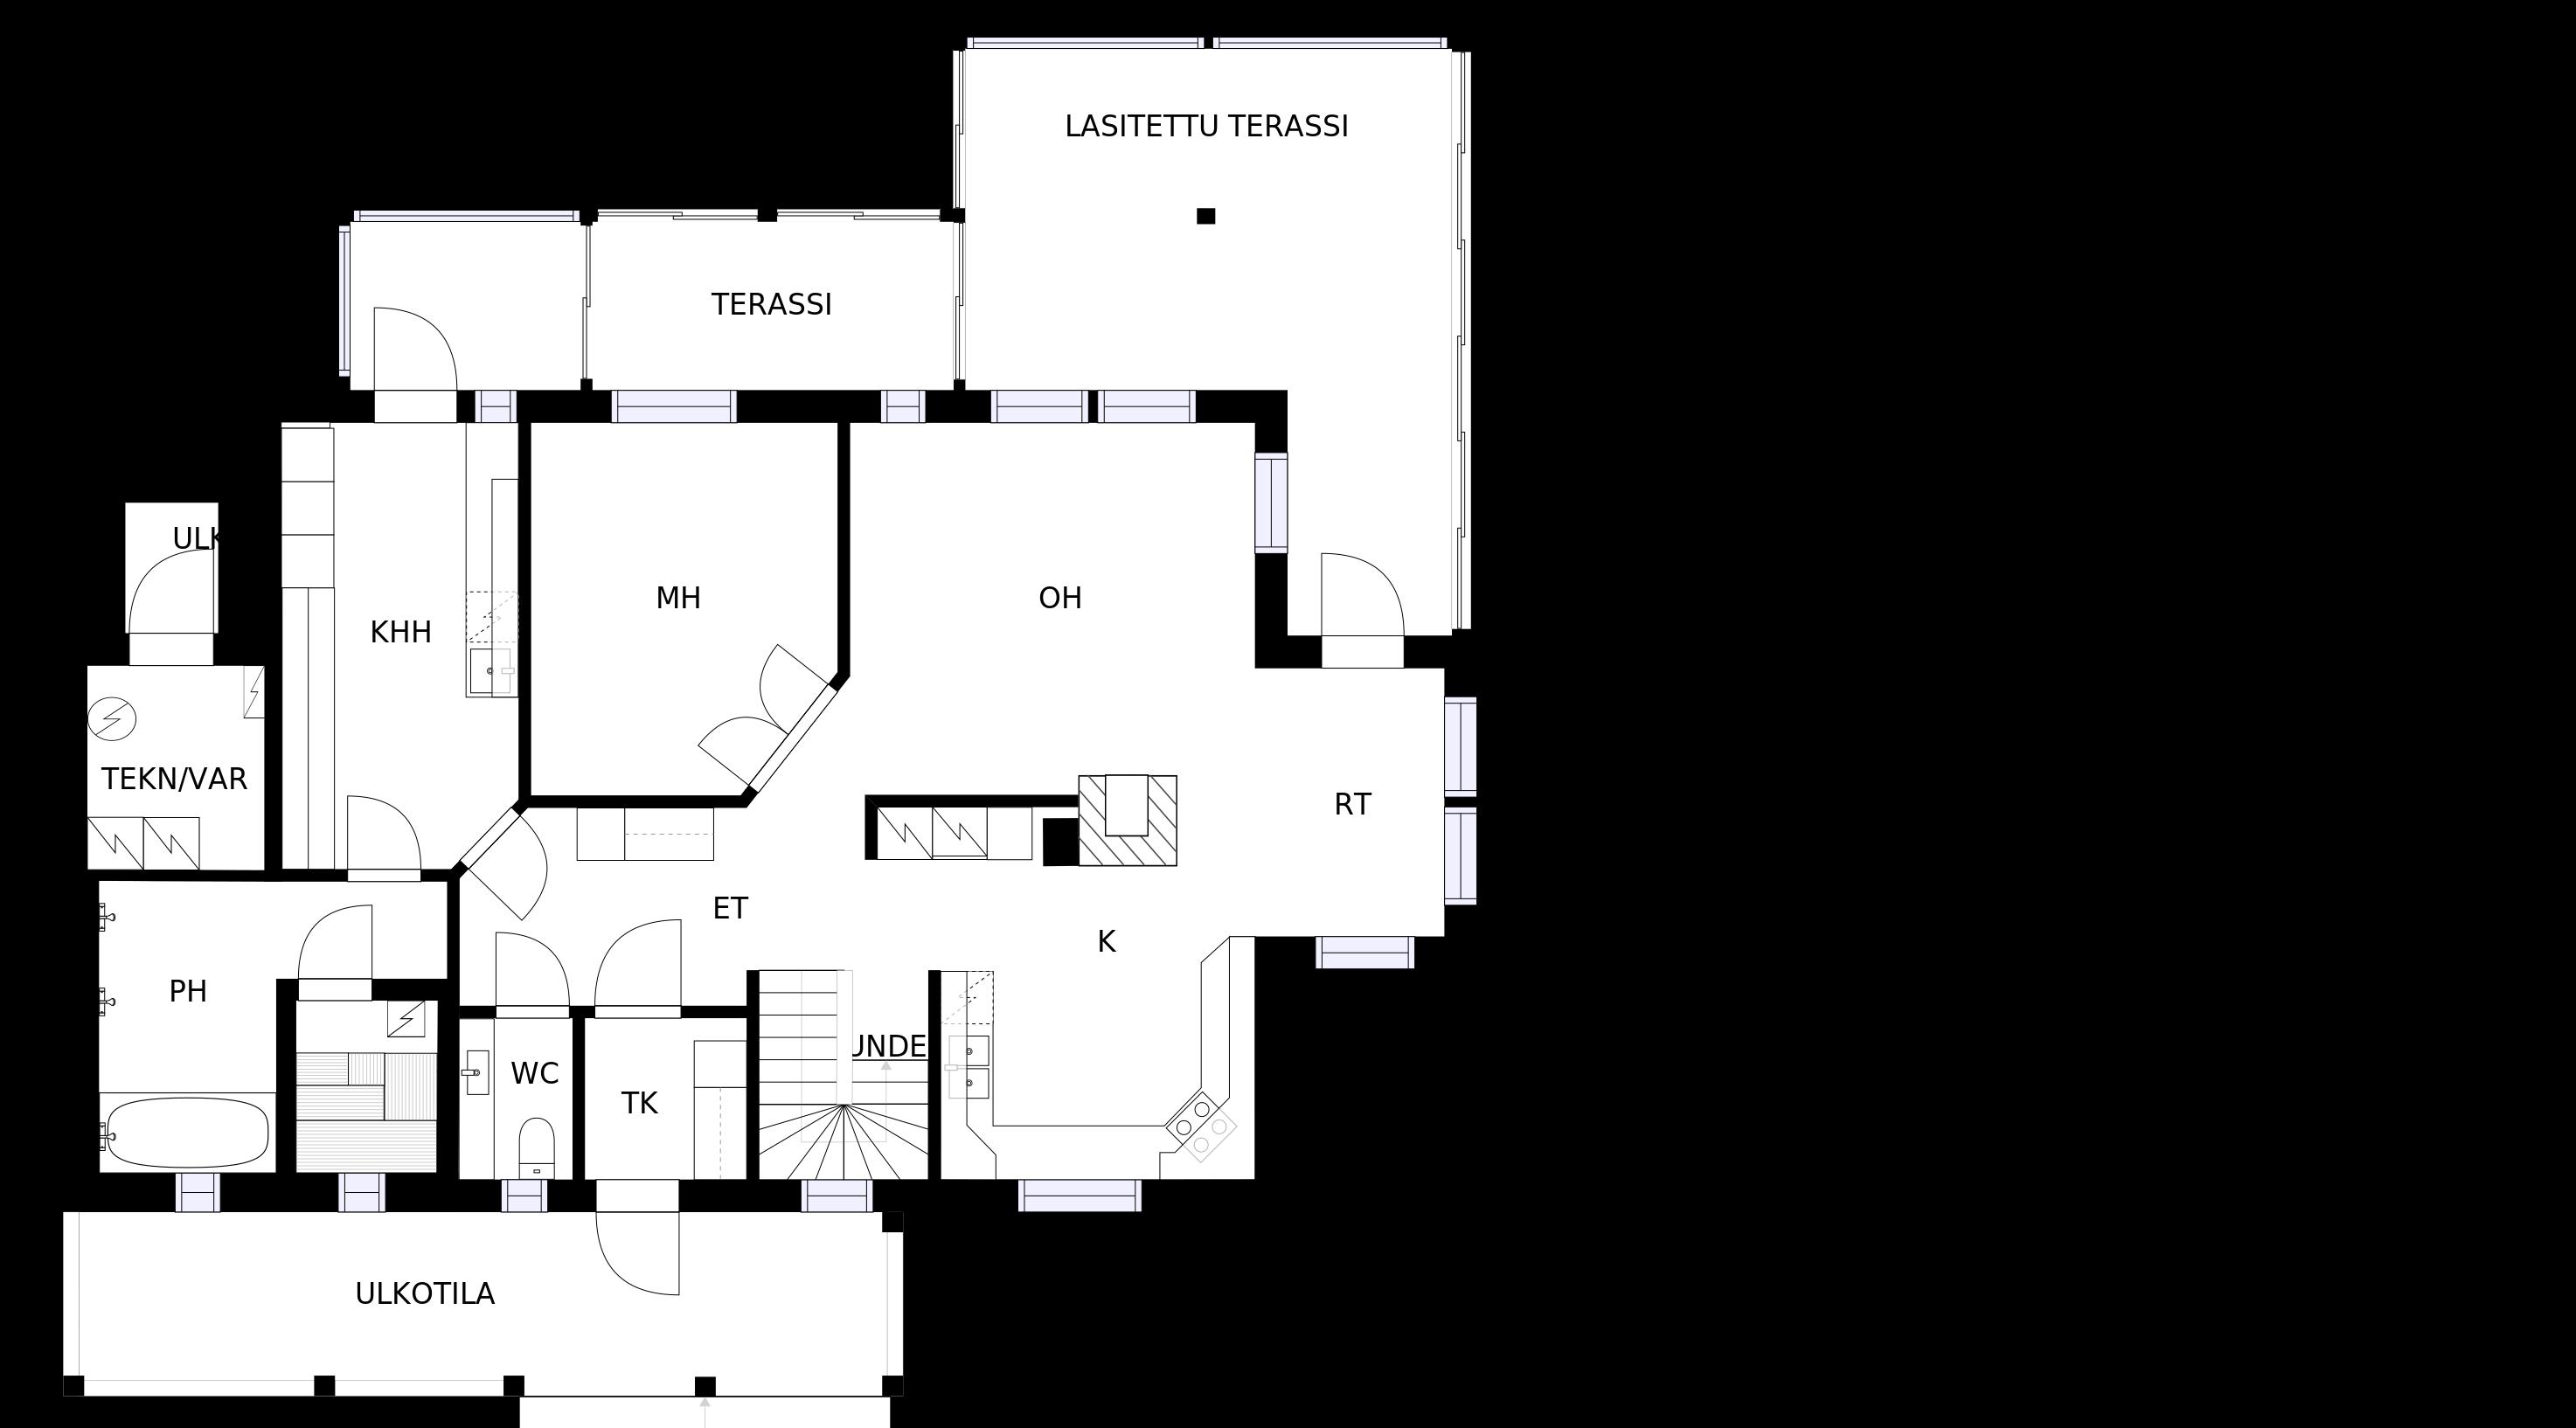 LASITETTU TERASSI
TERASSI
ULK
MH
OH
KHH
TEKN/VAR
RT
ET
K
PH
UNDE
WC
TK
ULKOTILA